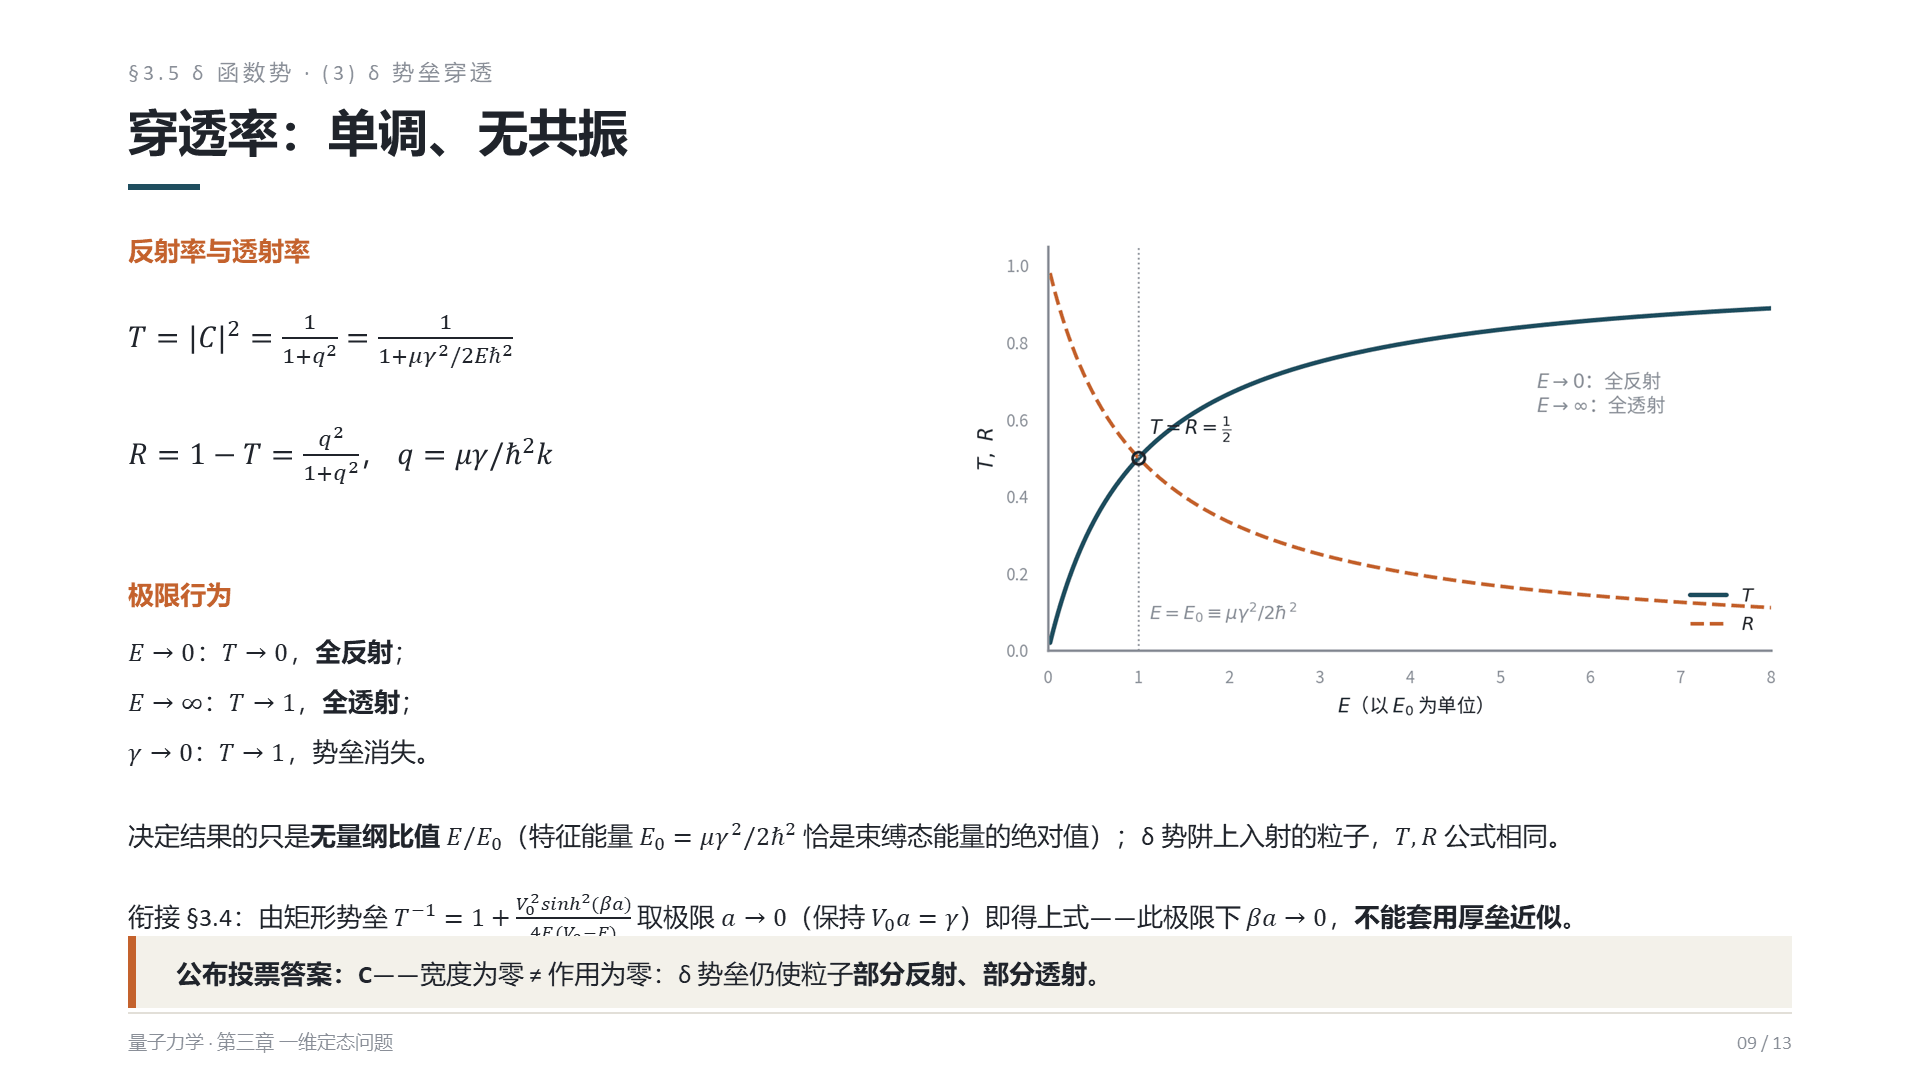 §3.5 δ 函数势 · (3) δ 势垒穿透
穿透率：单调、无共振
反射率与透射率
T = |C|² = 1/(1+q²) = 1/(1+μγ²/2Eħ²)
R = 1 − T = q²/(1+q²), q = μγ/ħ²k
极限行为
E → 0：T → 0，全反射；
E → ∞：T → 1，全透射；
γ → 0：T → 1，势垒消失。
T, R
1.0
0.8
0.6
0.4
0.2
0.0
0 1 2 3 4 5 6 7 8
E（以 E₀ 为单位）
E → 0：全反射
E → ∞：全透射
T = R = 1/2
E = E₀ ≡ μγ²/2ħ²
T
R
决定结果的只是无量纲比值 E/E₀（特征能量 E₀ = μγ²/2ħ² 恰是束缚态能量的绝对值）；δ 势阱上入射的粒子，T, R 公式相同。
衔接 §3.4：由矩形势垒 T⁻¹ = 1 + V₀²sinh²(βa)/4E(V₀−E) 取极限 a → 0（保持 V₀a = γ）即得上式——此极限下 βa → 0，不能套用厚垒近似。
公布投票答案：C——宽度为零 ≠ 作用为零：δ 势垒仍使粒子部分反射、部分透射。
量子力学 · 第三章 一维定态问题
09 / 13